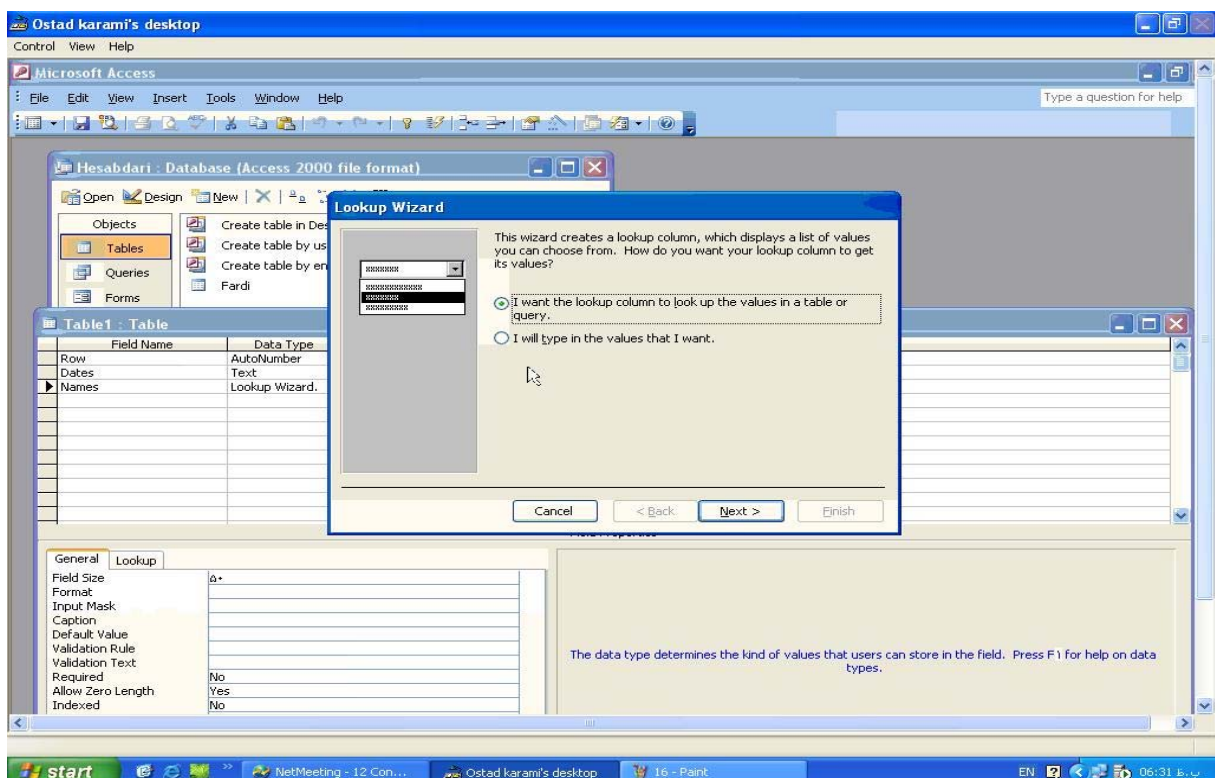 Ostad karami's desktop
Control View Help
Microsoft Access
File Edit View Insert Tools Window Help
Type a question for help
Hesabdari : Database (Access 2000 file format)
Open Design New
Objects
Tables
Queries
Forms
Create table in Des
Create table by us
Create table by en
Fardi
Lookup Wizard
This wizard creates a lookup column, which displays a list of values
you can choose from. How do you want your lookup column to get
its values?
I want the lookup column to look up the values in a table or
query.
I will type in the values that I want.
xxxxxxx
xxxxxxxxxxxx
xxxxxxx
xxxxxxxxx
Cancel < Back Next > Finish
Table1 : Table
Field Name Data Type
Row AutoNumber
Dates Text
Names Lookup Wizard.
General Lookup
Field Size ۵۰
Format
Input Mask
Caption
Default Value
Validation Rule
Validation Text
Required No
Allow Zero Length Yes
Indexed No
The data type determines the kind of values that users can store in the field. Press F۱ for help on data
types.
start NetMeeting - 12 Con... Ostad karami's desktop 16 - Paint EN 06:31 ب.ظ